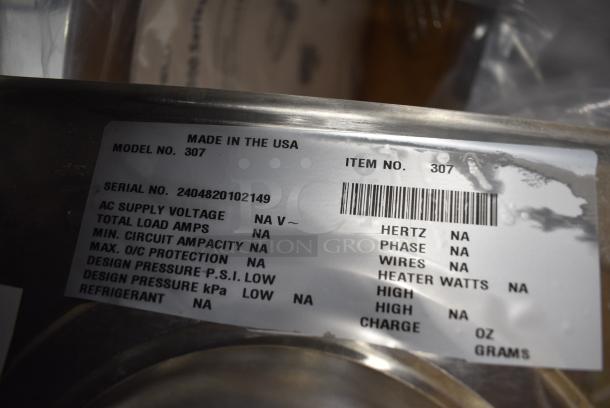 MADE IN THE USA
MODEL NO. 307 ITEM NO. 307
SERIAL NO. 2404820102149
AC SUPPLY VOLTAGE NA V~ HERTZ NA
TOTAL LOAD AMPS NA PHASE NA
MIN. CIRCUIT AMPACITY NA WIRES NA
MAX. O/C PROTECTION NA HEATER WATTS NA
DESIGN PRESSURE P.S.I. LOW HIGH
DESIGN PRESSURE kPa LOW NA HIGH NA
REFRIGERANT NA CHARGE OZ
GRAMS